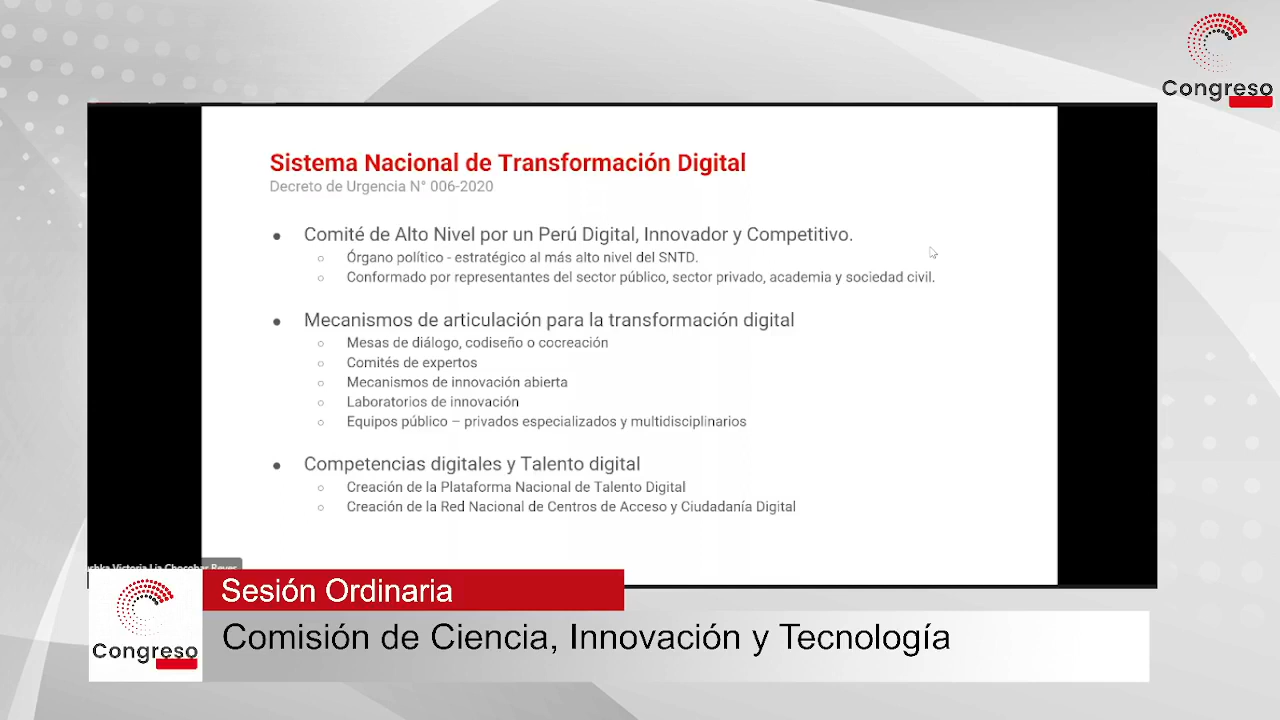 Congreso
Sistema Nacional de Transformación Digital
Decreto de Urgencia N° 006-2020
● Comité de Alto Nivel por un Perú Digital, Innovador y Competitivo.
○ Órgano político - estratégico al más alto nivel del SNTD.
○ Conformado por representantes del sector público, sector privado, academia y sociedad civil.
● Mecanismos de articulación para la transformación digital
○ Mesas de diálogo, codiseño o cocreación
○ Comités de expertos
○ Mecanismos de innovación abierta
○ Laboratorios de innovación
○ Equipos público – privados especializados y multidisciplinarios
● Competencias digitales y Talento digital
○ Creación de la Plataforma Nacional de Talento Digital
○ Creación de la Red Nacional de Centros de Acceso y Ciudadanía Digital
Sesión Ordinaria
Congreso
Comisión de Ciencia, Innovación y Tecnología